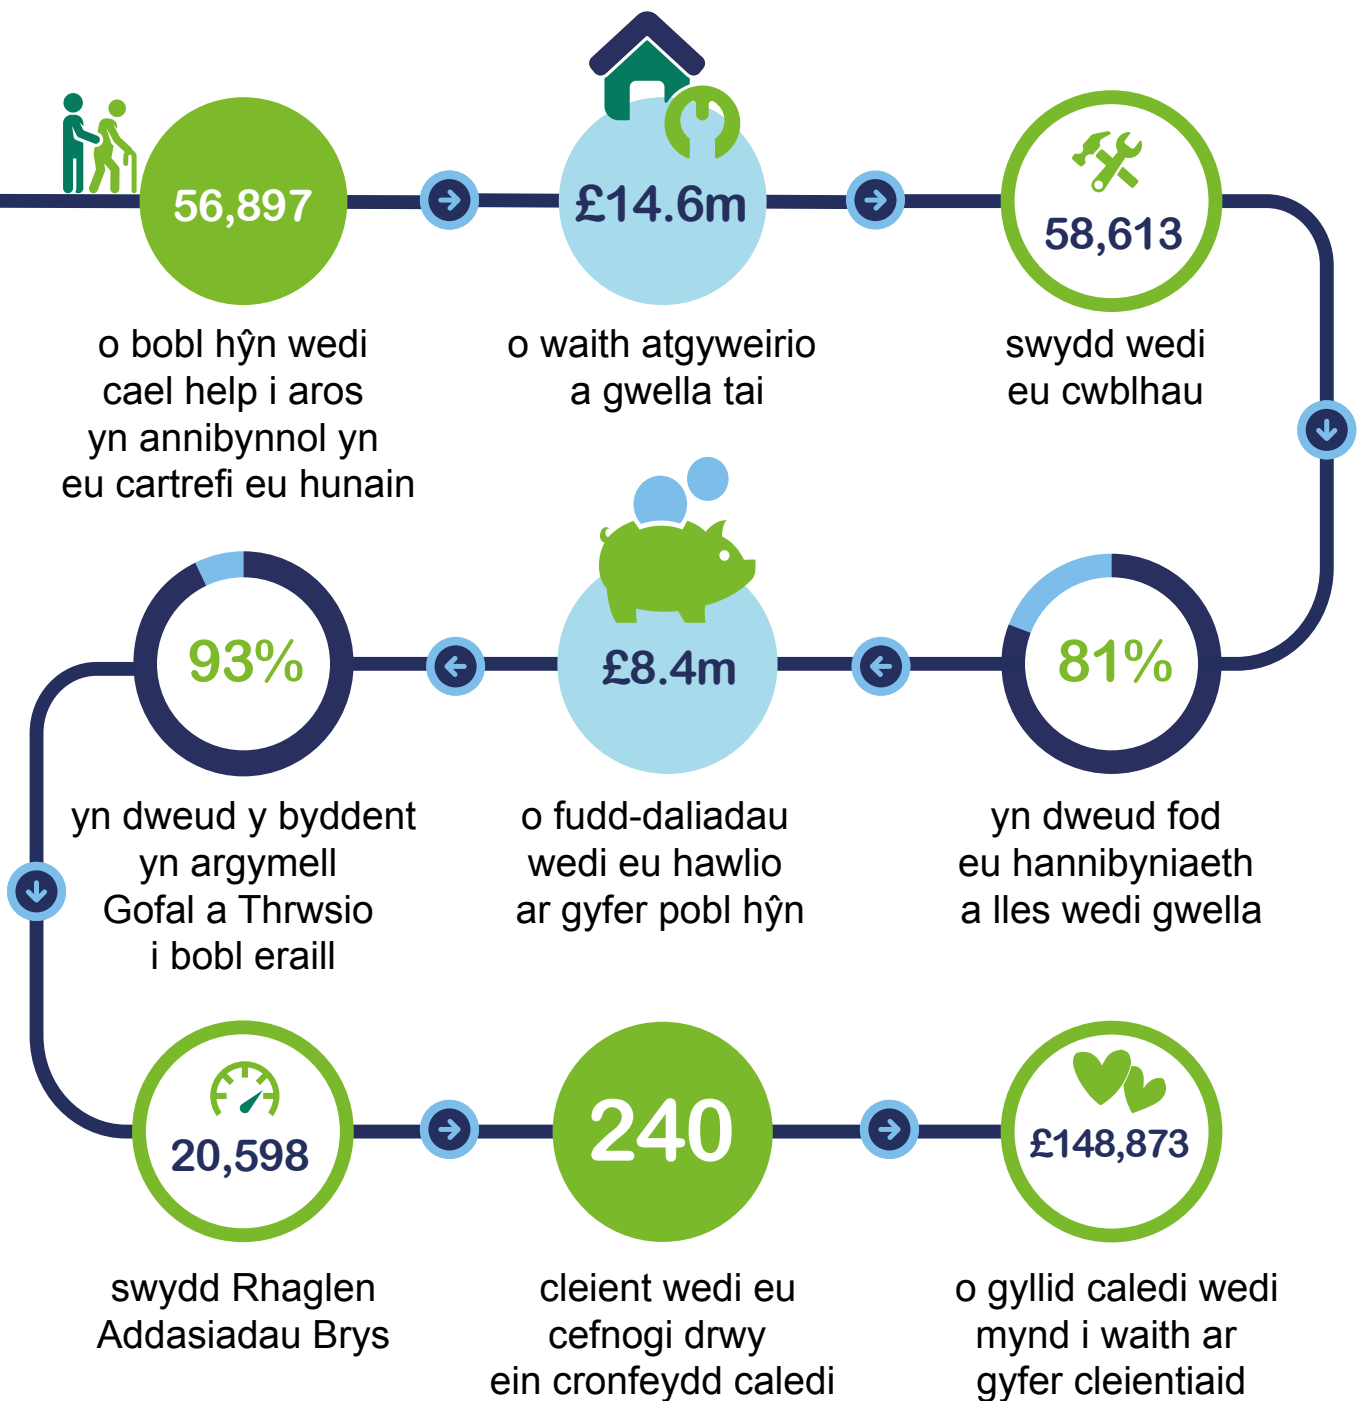 56,897
o bobl hŷn wedi
cael help i aros
yn annibynnol yn
eu cartrefi eu hunain
£14.6m
o waith atgyweirio
a gwella tai
58,613
swydd wedi
eu cwblhau
81%
yn dweud fod
eu hannibyniaeth
a lles wedi gwella
£8.4m
o fudd-daliadau
wedi eu hawlio
ar gyfer pobl hŷn
93%
yn dweud y byddent
yn argymell
Gofal a Thrwsio
i bobl eraill
20,598
swydd Rhaglen
Addasiadau Brys
240
cleient wedi eu
cefnogi drwy
ein cronfeydd caledi
£148,873
o gyllid caledi wedi
mynd i waith ar
gyfer cleientiaid